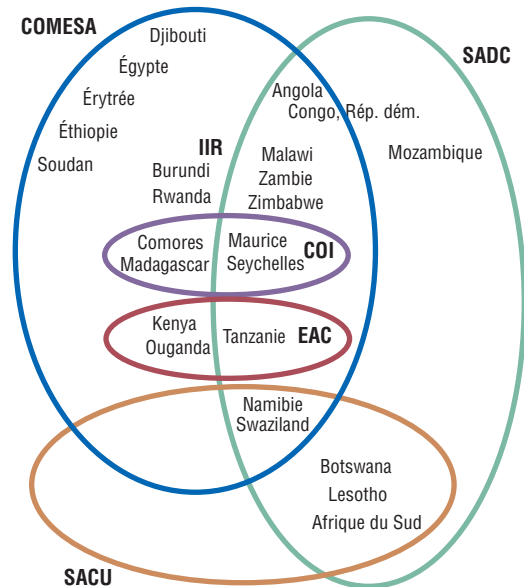 COMESA
Djibouti
SADC
Égypte
Érytrée
Angola
Congo, Rép. dém.
Éthiopie
IIR
Soudan
Burundi
Rwanda
Malawi
Zambie
Zimbabwe
Mozambique
Comores
Madagascar
Maurice
Seychelles
COI
Kenya
Ouganda
Tanzanie
EAC
Namibie
Swaziland
Botswana
Lesotho
Afrique du Sud
SACU